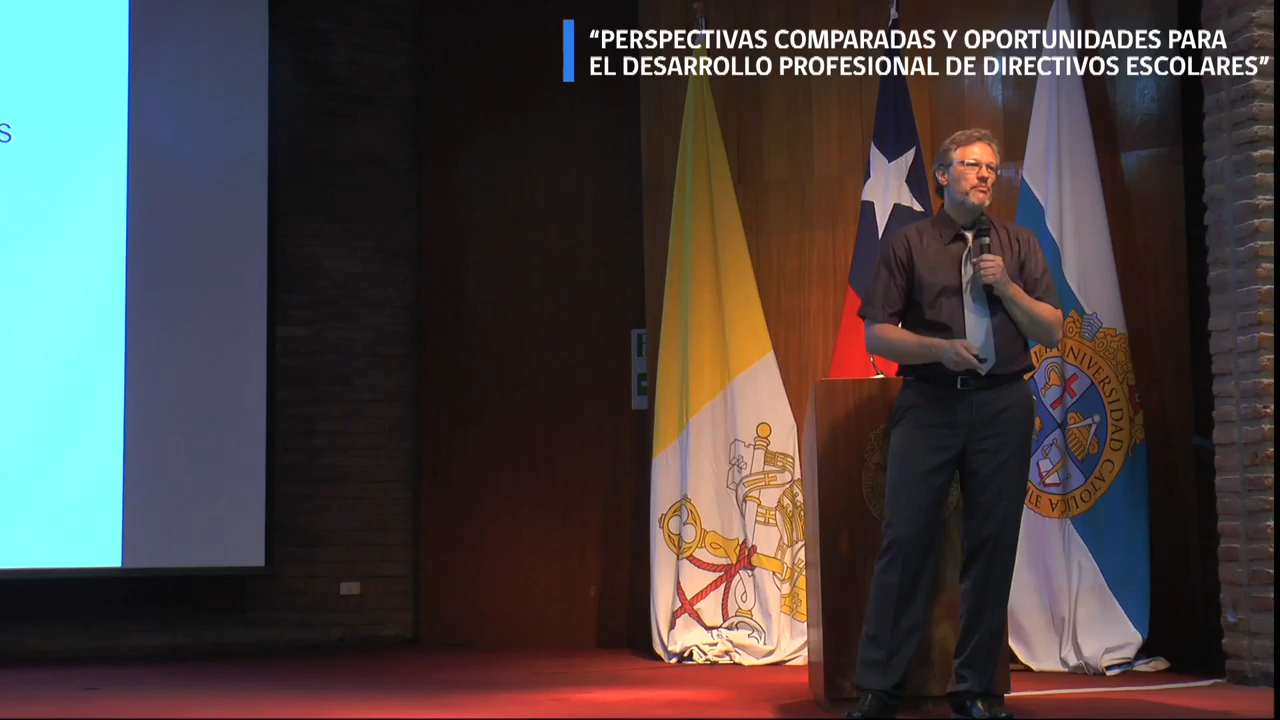 “PERSPECTIVAS COMPARADAS Y OPORTUNIDADES PARA
EL DESARROLLO PROFESIONAL DE DIRECTIVOS ESCOLARES”
S
UNIVERSIDAD CATOLICA